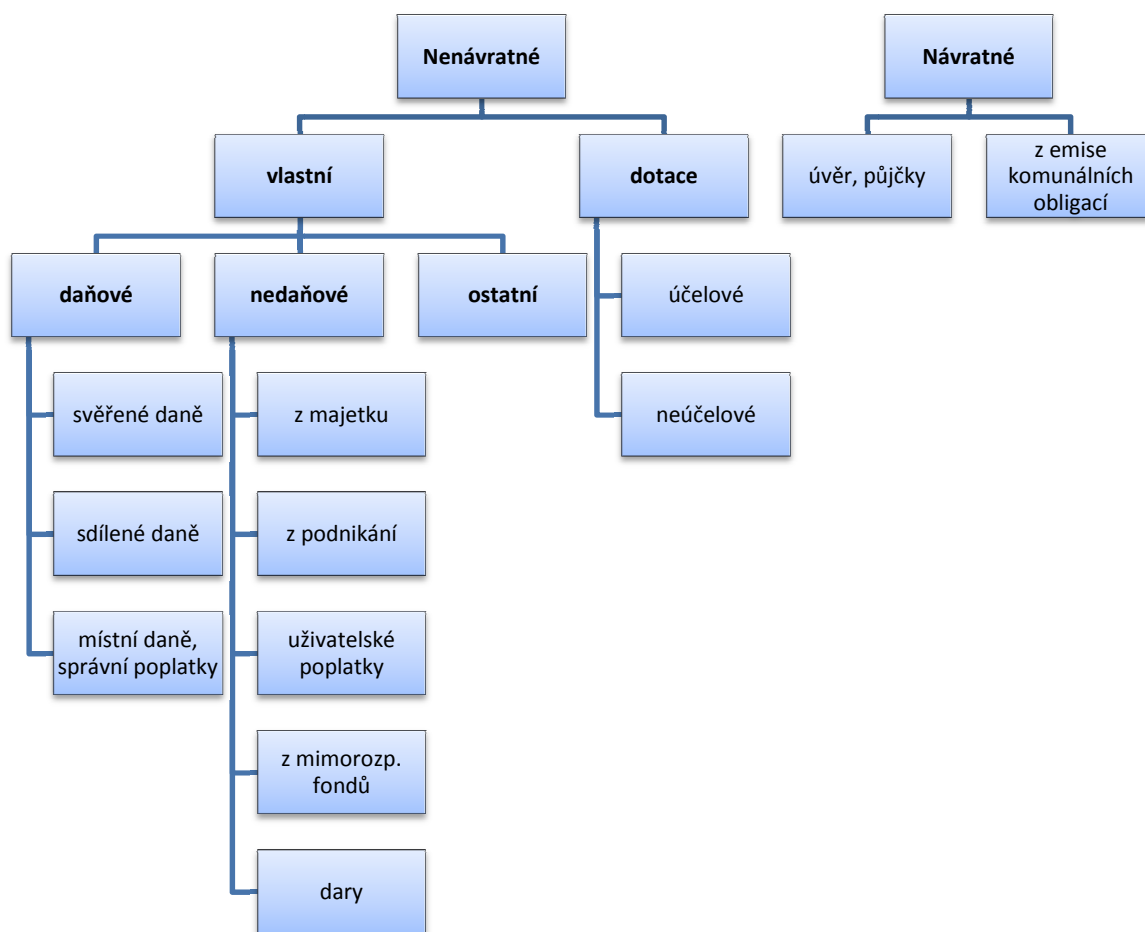 Nenávratné
Návratné
vlastní
dotace
úvěr, půjčky
z emise
komunálních
obligací
daňové
nedaňové
ostatní
účelové
svěřené daně
z majetku
neúčelové
sdílené daně
z podnikání
místní daně,
správní poplatky
uživatelské
poplatky
z mimorozp.
fondů
dary